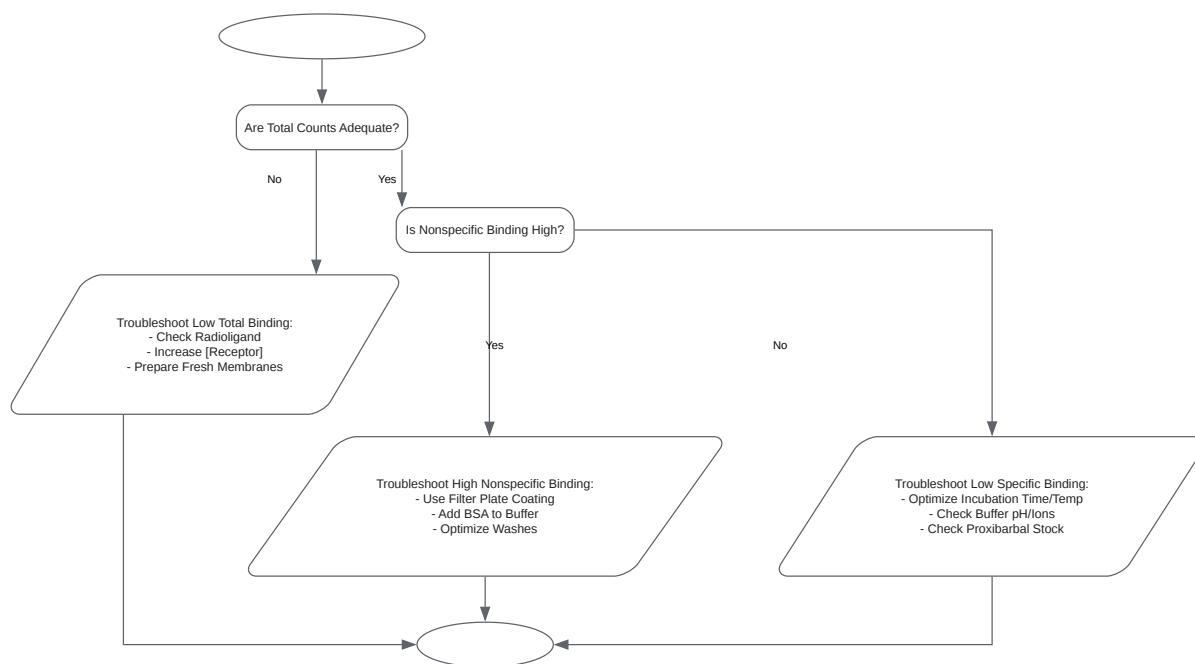 Are Total Counts Adequate?
No
Yes
Is Nonspecific Binding High?
Troubleshoot Low Total Binding:
- Check Radioligand
- Increase [Receptor]
- Prepare Fresh Membranes
Yes
No
Troubleshoot High Nonspecific Binding:
- Use Filter Plate Coating
- Add BSA to Buffer
- Optimize Washes
Troubleshoot Low Specific Binding:
- Optimize Incubation Time/Temp
- Check Buffer pH/Ions
- Check Proxibarbal Stock